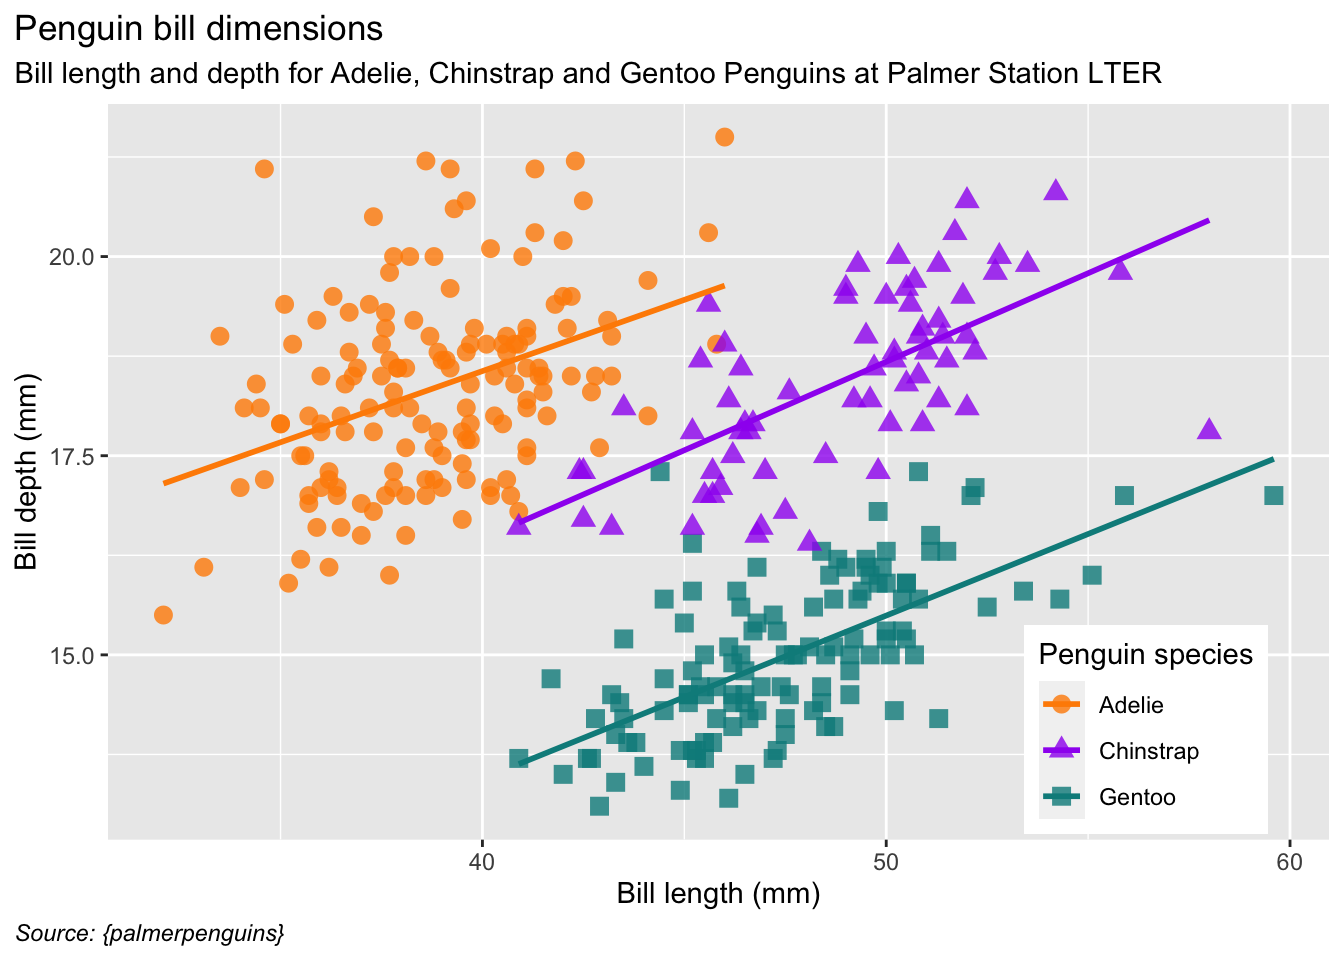 Penguin bill dimensions
Bill length and depth for Adelie, Chinstrap and Gentoo Penguins at Palmer Station LTER
Bill depth (mm)
20.0
17.5
15.0
Penguin species
Adelie
Chinstrap
Gentoo
40 50 60
Bill length (mm)
Source: {palmerpenguins}